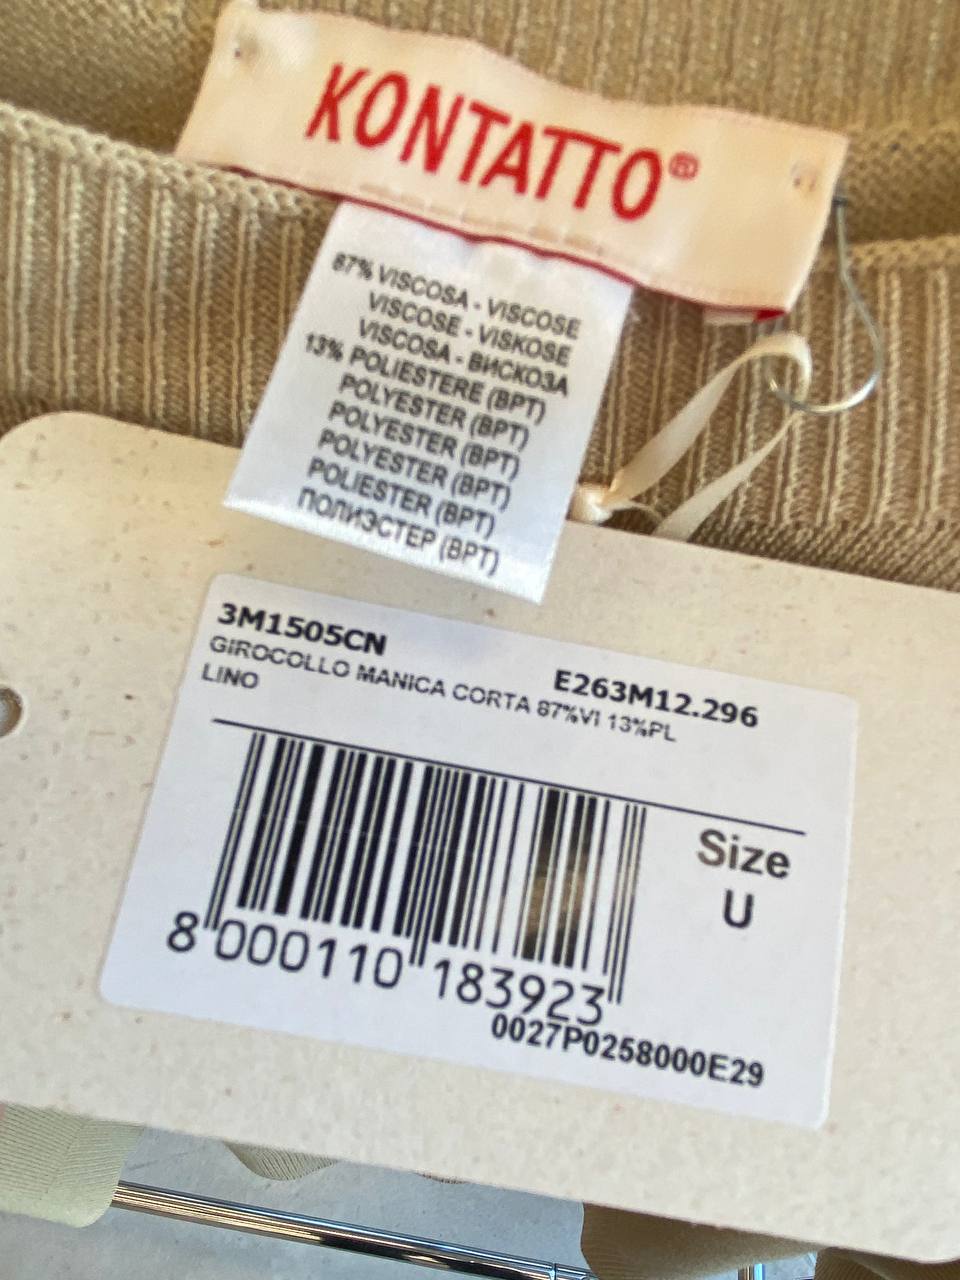 KONTATTO®
87% VISCOSA - VISCOSE
VISCOSE - VISKOSE
VISCOSA - ВИСКОЗА
13% POLIESTERE (BPT)
POLYESTER (BPT)
POLYESTER (BPT)
POLYESTER (BPT)
POLIESTER (BPT)
ПОЛИЭСТЕР (BPT)
3M1505CN
E263M12.296
GIROCOLLO MANICA CORTA 87%VI 13%PL
LINO
Size
U
8 000110 183923
0027P0258000E29